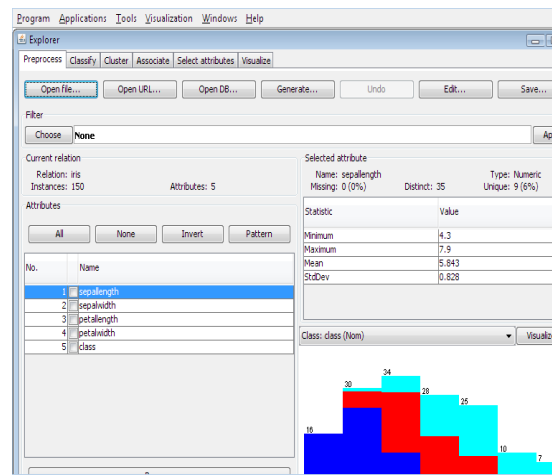 Program Applications Tools Visualization Windows Help
Explorer
Preprocess Classify Cluster Associate Select attributes Visualize
Open file... Open URL... Open DB... Generate... Undo Edit... Save...
Filter
Choose None Ap
Current relation
Relation: iris
Instances: 150 Attributes: 5
Selected attribute
Name: sepallength Type: Numeric
Missing: 0 (0%) Distinct: 35 Unique: 9 (6%)
Attributes
All None Invert Pattern
No. Name
1 sepallength
2 sepalwidth
3 petallength
4 petalwidth
5 class
Statistic Value
Minimum 4.3
Maximum 7.9
Mean 5.843
StdDev 0.828
Class: class (Nom) Visualize
16 30 34 28 25 10 7